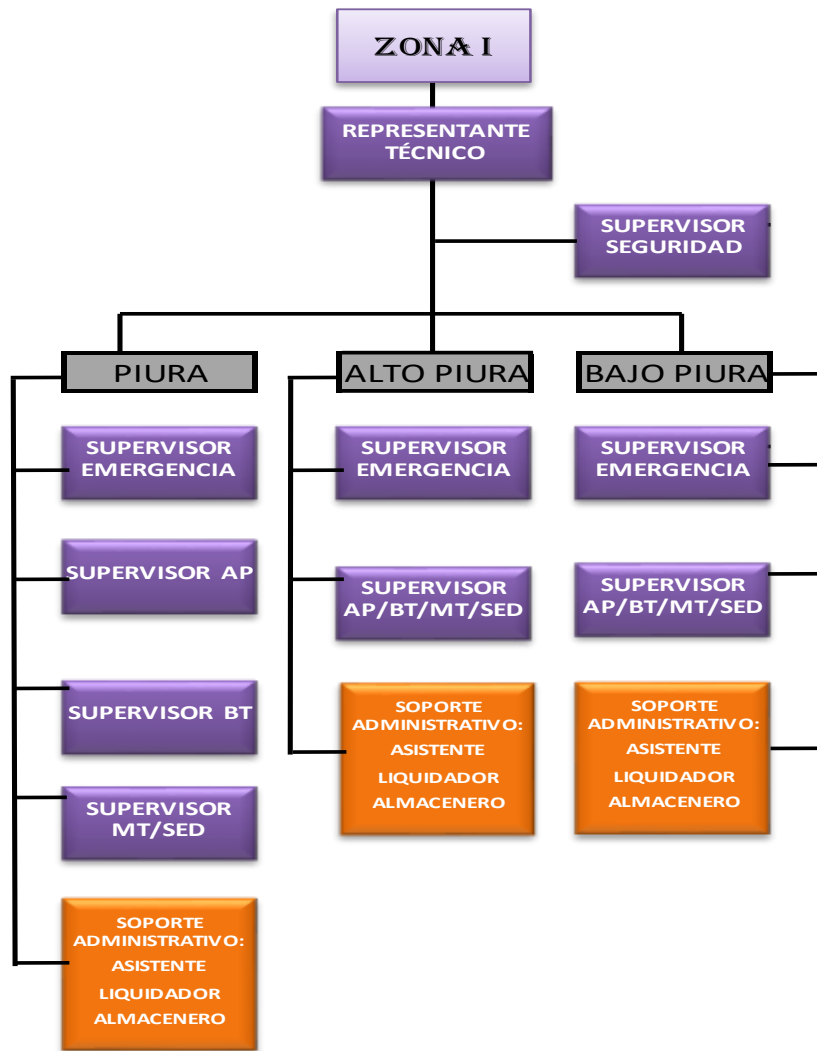 ZONA I
REPRESENTANTE
TÉCNICO
SUPERVISOR
SEGURIDAD
PIURA
SUPERVISOR
EMERGENCIA
SUPERVISOR AP
SUPERVISOR BT
SUPERVISOR
MT/SED
SOPORTE
ADMINISTRATIVO:
ASISTENTE
LIQUIDADOR
ALMACENERO
ALTO PIURA
SUPERVISOR
EMERGENCIA
SUPERVISOR
AP/BT/MT/SED
SOPORTE
ADMINISTRATIVO:
ASISTENTE
LIQUIDADOR
ALMACENERO
BAJO PIURA
SUPERVISOR
EMERGENCIA
SUPERVISOR
AP/BT/MT/SED
SOPORTE
ADMINISTRATIVO:
ASISTENTE
LIQUIDADOR
ALMACENERO